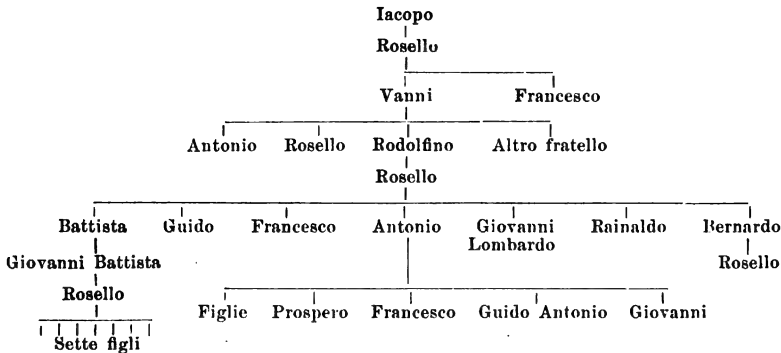 Iacopo
Rosello
Vanni Francesco
Antonio Rosello Rodolfino Altro fratello
Rosello
Battista Guido Francesco Antonio Giovanni Rainaldo Bernardo
Lombardo
Giovanni Battista Rosello
Rosello
Figlie Prospero Francesco Guido Antonio Giovanni
Sette figli